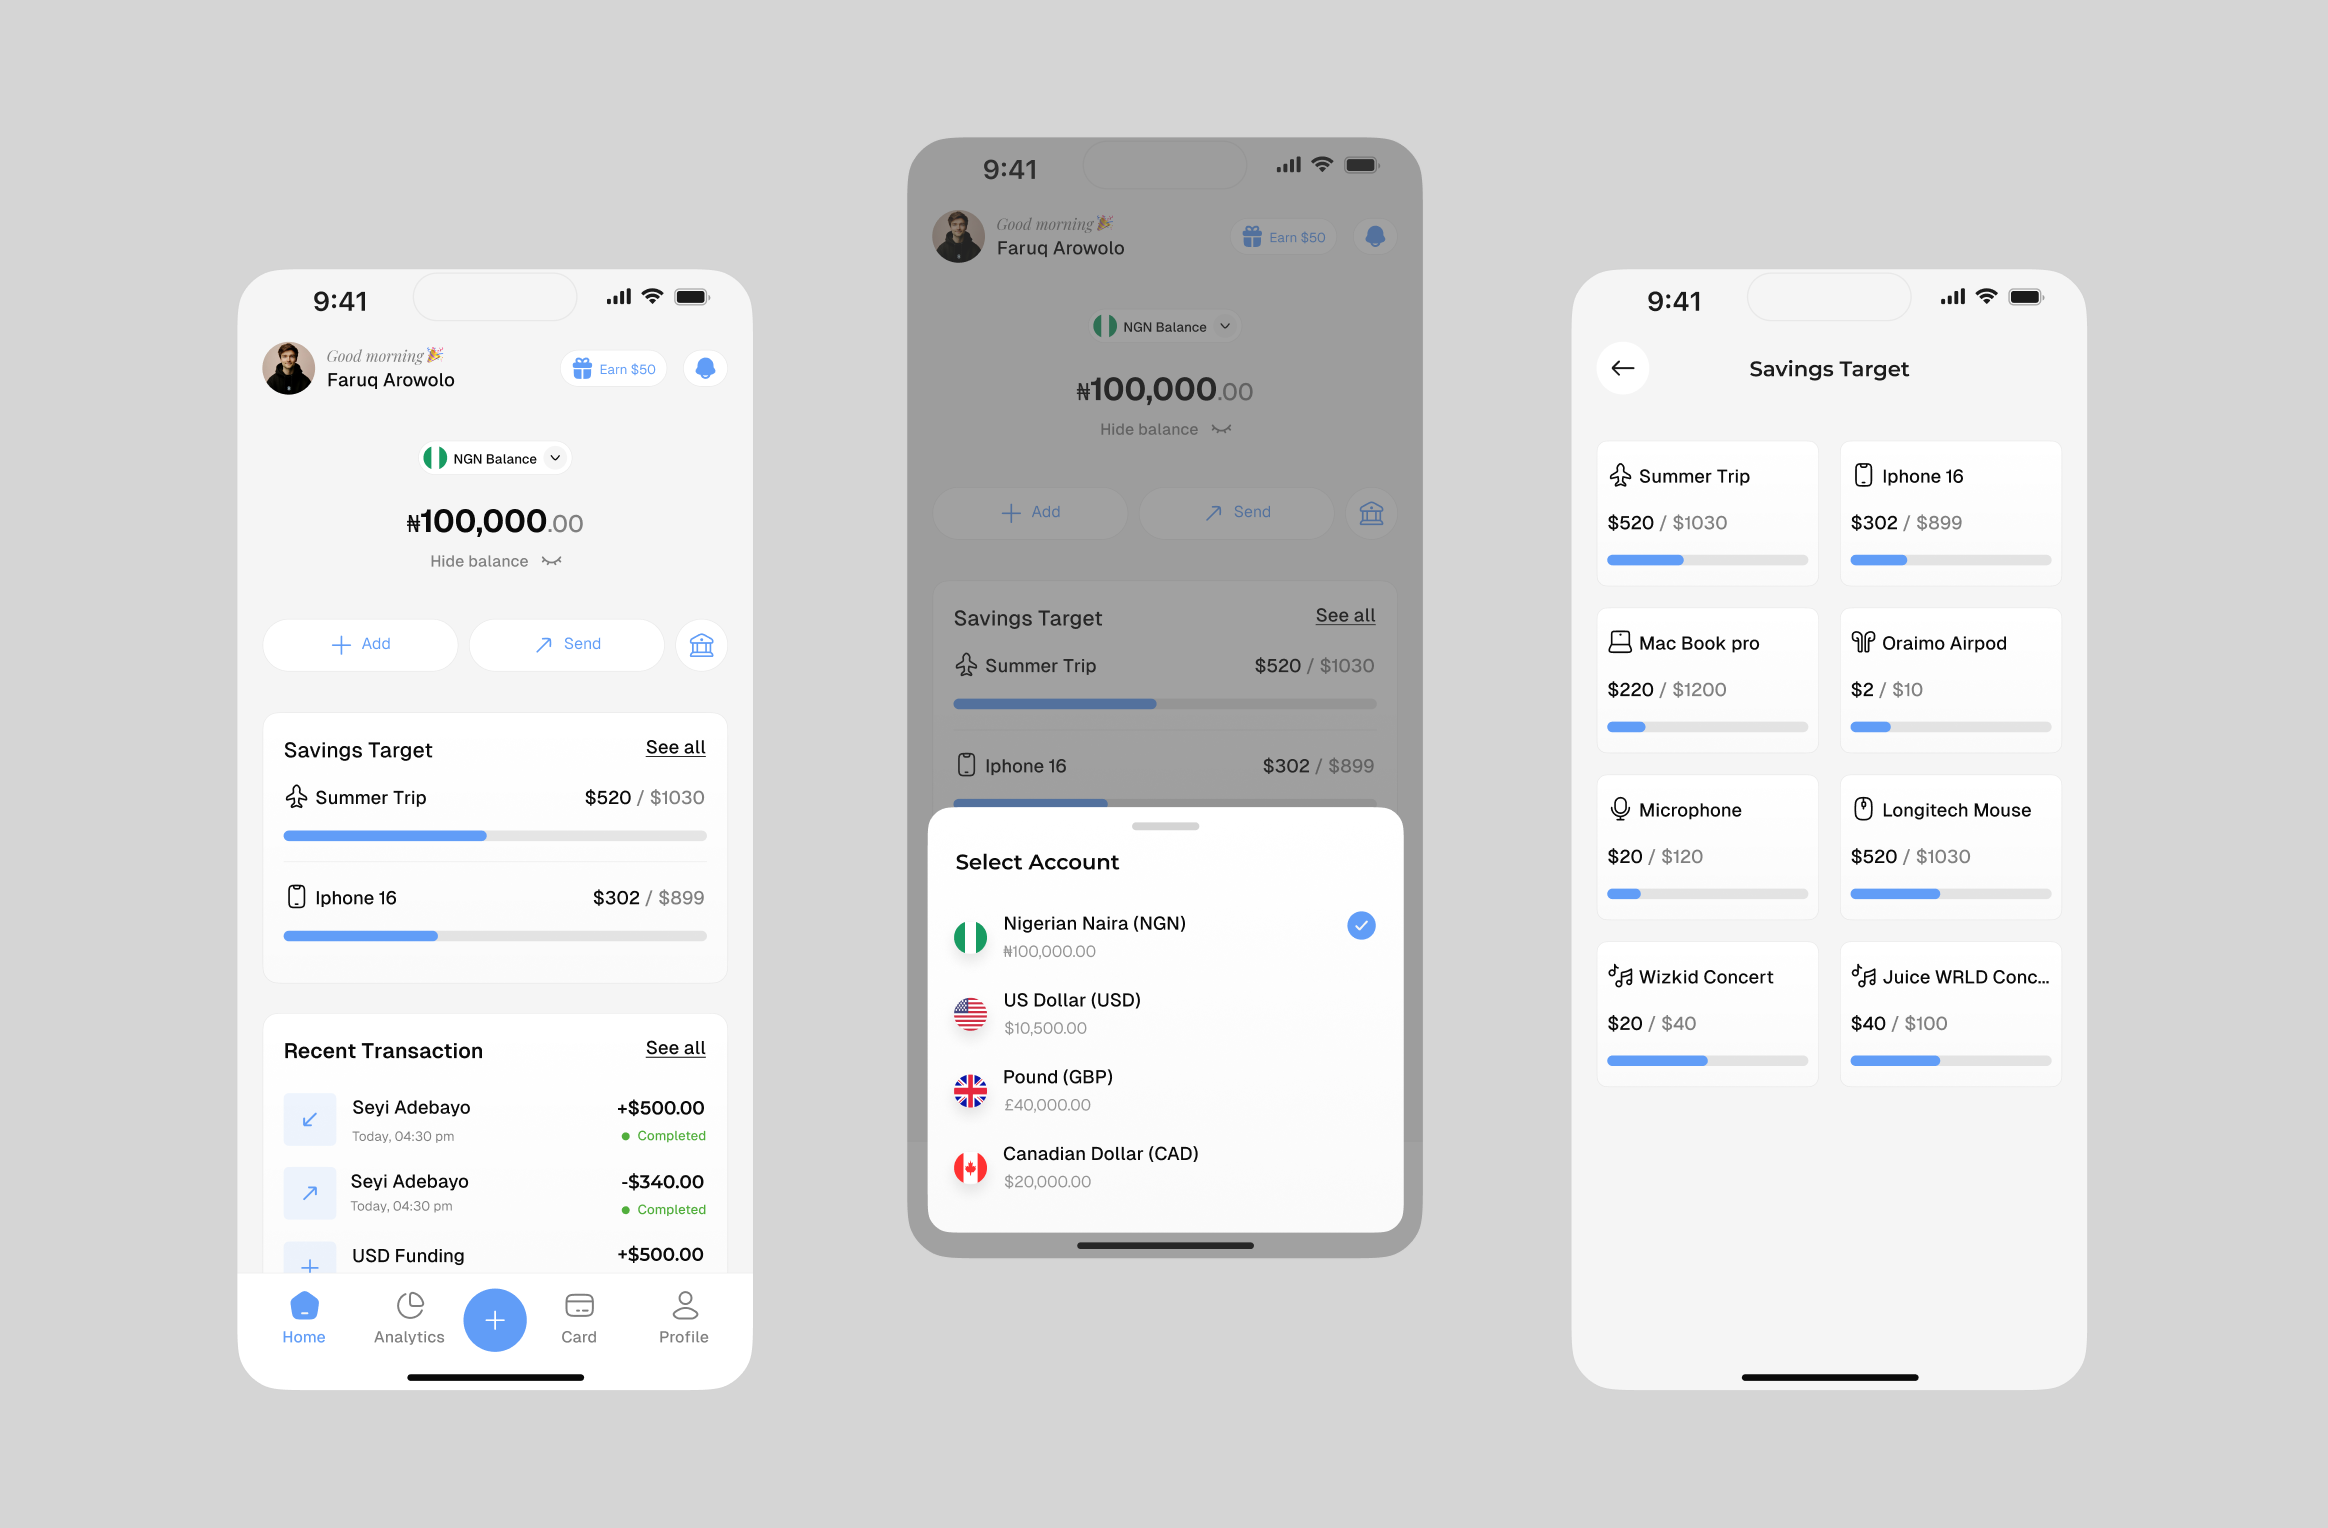 9:41
Good morning🎉
Faruq Arowolo
Earn $50
NGN Balance
₦100,000.00
Hide balance
Add
Send
Savings Target
See all
Summer Trip
$520 / $1030
Iphone 16
$302 / $899
Recent Transaction
See all
Seyi Adebayo
+$500.00
Today, 04:30 pm
Completed
Seyi Adebayo
-$340.00
Today, 04:30 pm
Completed
USD Funding
+$500.00
Home
Analytics
Card
Profile
9:41
Good morning🎉
Faruq Arowolo
Earn $50
NGN Balance
₦100,000.00
Hide balance
Add
Send
Savings Target
See all
Summer Trip
$520 / $1030
Iphone 16
$302 / $899
Select Account
Nigerian Naira (NGN)
₦100,000.00
US Dollar (USD)
$10,500.00
Pound (GBP)
£40,000.00
Canadian Dollar (CAD)
$20,000.00
9:41
Savings Target
Summer Trip
$520 / $1030
Iphone 16
$302 / $899
Mac Book pro
$220 / $1200
Oraimo Airpod
$2 / $10
Microphone
$20 / $120
Longitech Mouse
$520 / $1030
Wizkid Concert
$20 / $40
Juice WRLD Conc...
$40 / $100